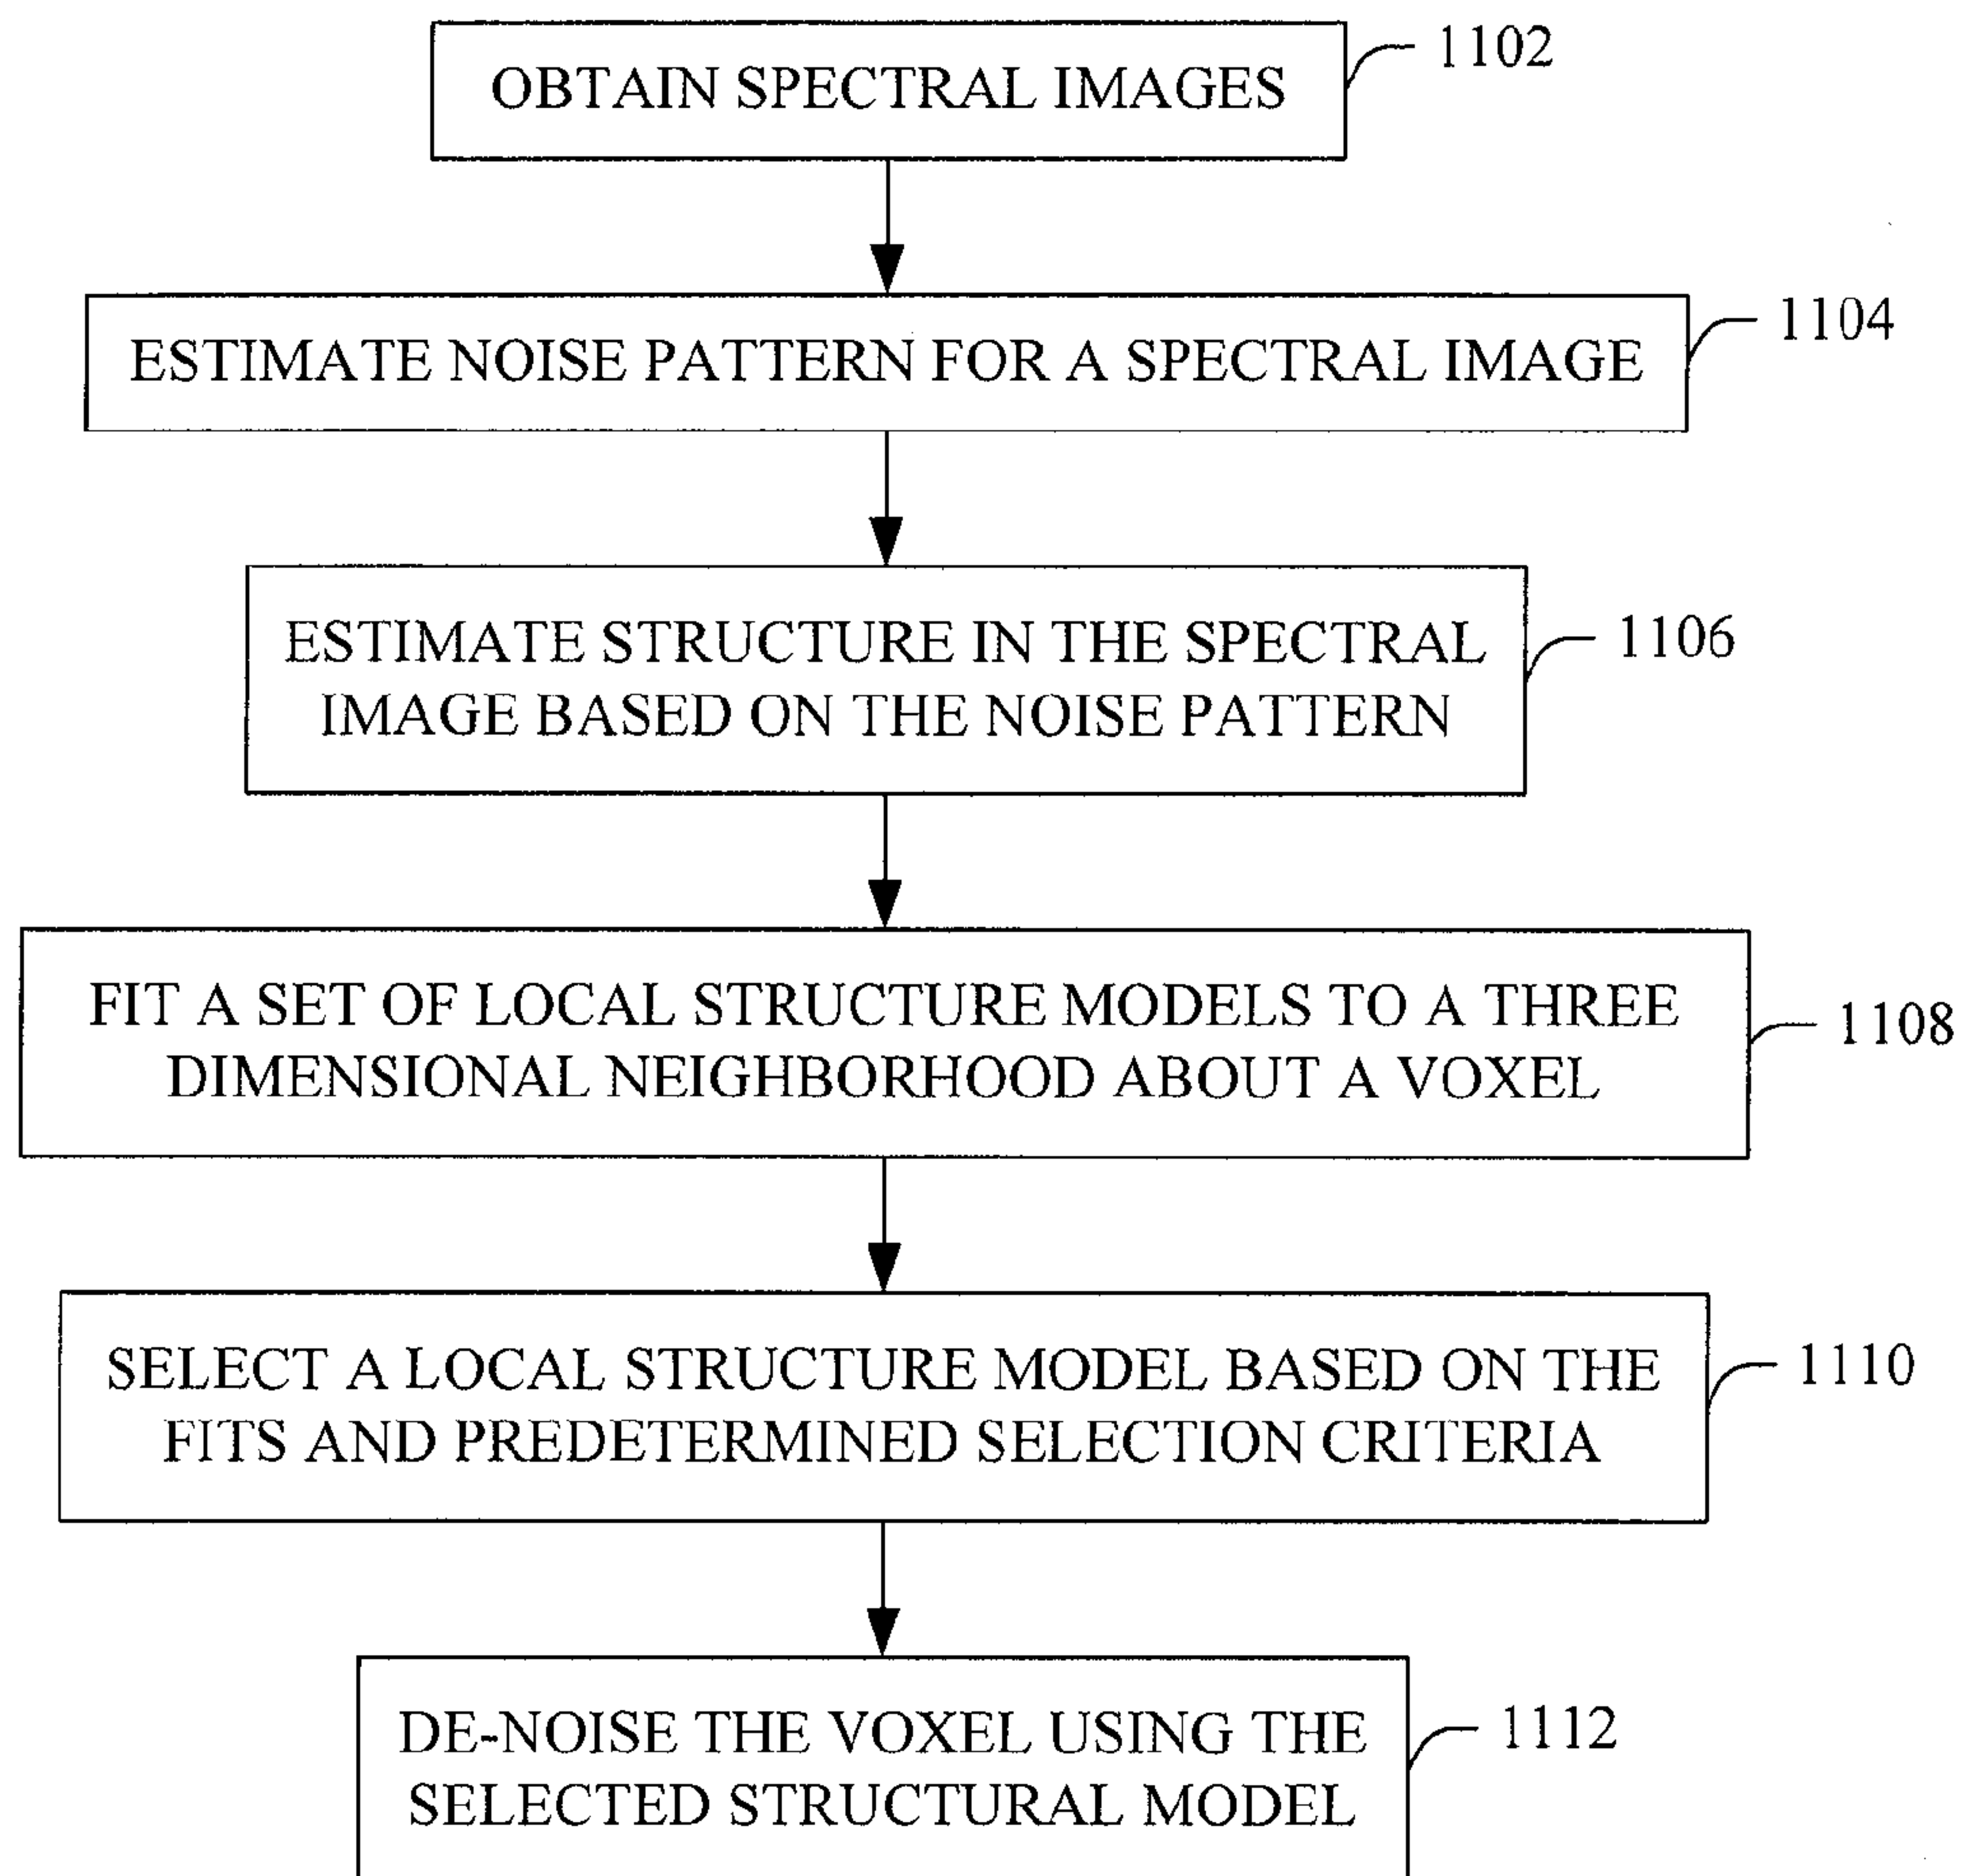 OBTAIN SPECTRAL IMAGES
1102
ESTIMATE NOISE PATTERN FOR A SPECTRAL IMAGE
1104
ESTIMATE STRUCTURE IN THE SPECTRAL
IMAGE BASED ON THE NOISE PATTERN
1106
FIT A SET OF LOCAL STRUCTURE MODELS TO A THREE
DIMENSIONAL NEIGHBORHOOD ABOUT A VOXEL
1108
SELECT A LOCAL STRUCTURE MODEL BASED ON THE
FITS AND PREDETERMINED SELECTION CRITERIA
1110
DE-NOISE THE VOXEL USING THE
SELECTED STRUCTURAL MODEL
1112